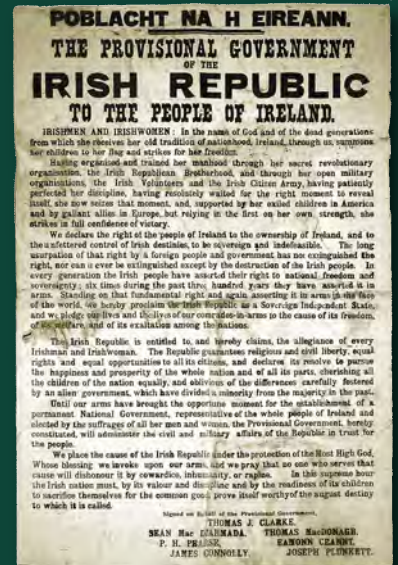 POBLACHT NA H EIREANN.
THE PROVISIONAL GOVERNMENT
OF THE
IRISH REPUBLIC
TO THE PEOPLE OF IRELAND.
IRISHMEN AND IRISHWOMEN: In the name of God and of the dead generations
from which she receives her old tradition of nationhood, Ireland, through us, summons
her children to her flag and strikes for her freedom.
Having organised and trained her manhood through her secret revolutionary
organisation, the Irish Republican Brotherhood, and through her open military
organisations, the Irish Volunteers and the Irish Citizen Army, having patiently
perfected her discipline, having resolutely waited for the right moment to reveal
itself, she now seizes that moment, and, supported by her exiled children in America
and by gallant allies in Europe, but relying in the first on her own strength, she
strikes in full confidence of victory.
We declare the right of the people of Ireland to the ownership of Ireland, and to
the unfettered control of Irish destinies, to be sovereign and indefeasible. The long
usurpation of that right by a foreign people and government has not extinguished the
right, nor can it ever be extinguished except by the destruction of the Irish people. In
every generation the Irish people have asserted their right to national freedom and
sovereignty; six times during the past three hundred years they have asserted it in
arms. Standing on that fundamental right and again asserting it in arms in the face
of the world, we hereby proclaim the Irish Republic as a Sovereign Independent State,
and we pledge our lives and the lives of our comrades-in-arms to the cause of its freedom,
of its welfare, and of its exaltation among the nations.
The Irish Republic is entitled to, and hereby claims, the allegiance of every
Irishman and Irishwoman. The Republic guarantees religious and civil liberty, equal
rights and equal opportunities to all its citizens, and declares its resolve to pursue
the happiness and prosperity of the whole nation and of all its parts, cherishing all
the children of the nation equally, and oblivious of the differences carefully fostered
by an alien government, which have divided a minority from the majority in the past.
Until our arms have brought the opportune moment for the establishment of a
permanent National Government, representative of the whole people of Ireland and
elected by the suffrages of all her men and women, the Provisional Government, hereby
constituted, will administer the civil and military affairs of the Republic in trust for
the people.
We place the cause of the Irish Republic under the protection of the Most High God,
Whose blessing we invoke upon our arms, and we pray that no one who serves that
cause will dishonour it by cowardice, inhumanity, or rapine. In this supreme hour
the Irish nation must, by its valour and discipline and by the readiness of its children
to sacrifice themselves for the common good, prove itself worthy of the august destiny
to which it is called.
Signed on Behalf of the Provisional Government,
THOMAS J. CLARKE,
SEAN Mac DIARMADA, THOMAS MacDONAGH,
P. H. PEARSE, EAMONN CEANNT,
JAMES CONNOLLY, JOSEPH PLUNKETT.